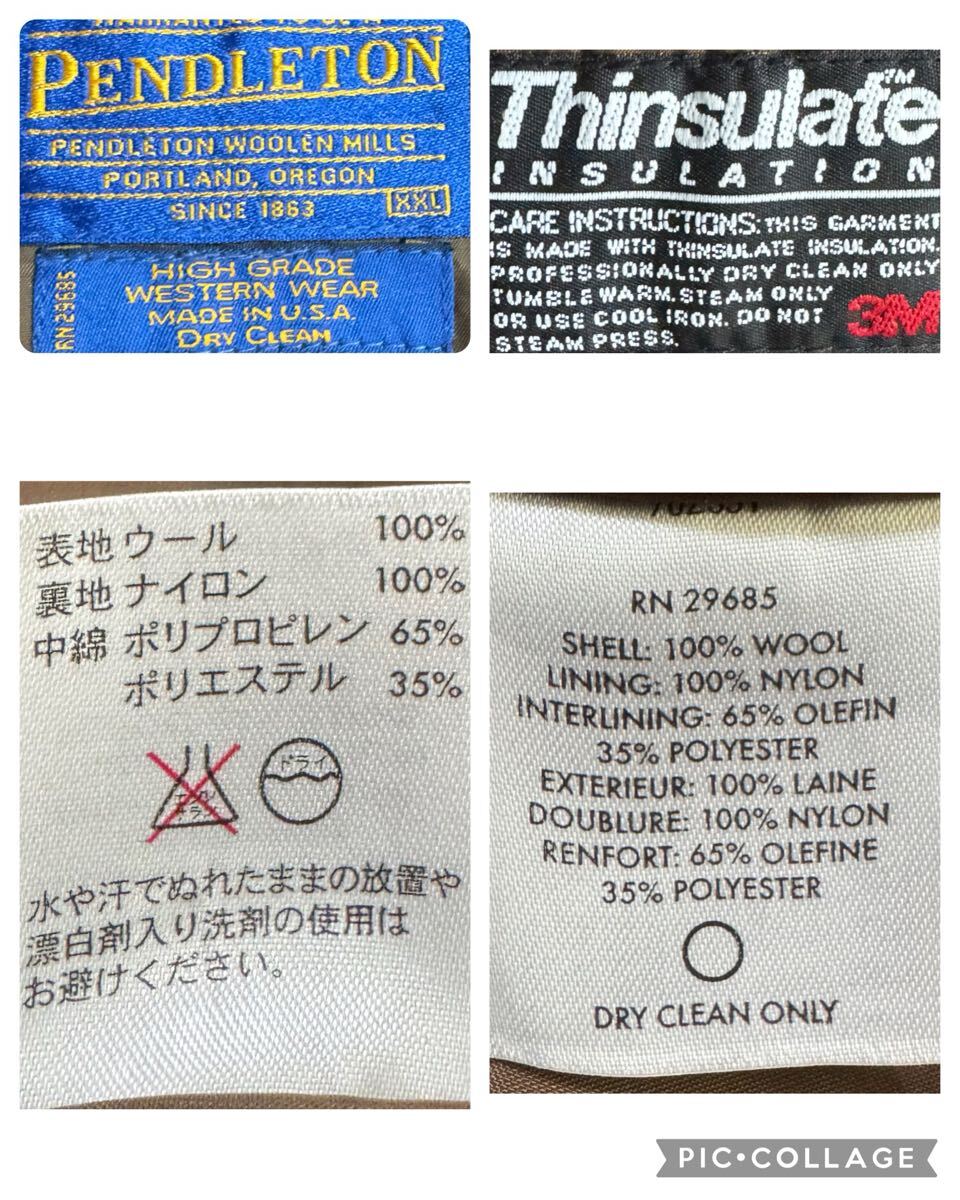 WARRANTED TO BE A
PENDLETON
PENDLETON WOOLEN MILLS
PORTLAND, OREGON
SINCE 1863
XXL
RN 29685
HIGH GRADE
WESTERN WEAR
MADE IN U.S.A.
DRY CLEAN
Thinsulate™
INSULATION
CARE INSTRUCTIONS: THIS GARMENT
IS MADE WITH THINSULATE INSULATION.
PROFESSIONALLY DRY CLEAN ONLY
TUMBLE WARM. STEAM ONLY
OR USE COOL IRON. DO NOT
STEAM PRESS.
3M
表地 ウール 100%
裏地 ナイロン 100%
中綿 ポリプロピレン 65%
ポリエステル 35%
ドライ
水や汗でぬれたままの放置や
漂白剤入り洗剤の使用は
お避けください。
RN 29685
SHELL: 100% WOOL
LINING: 100% NYLON
INTERLINING: 65% OLEFIN
35% POLYESTER
EXTERIEUR: 100% LAINE
DOUBLURE: 100% NYLON
RENFORT: 65% OLEFINE
35% POLYESTER
DRY CLEAN ONLY
PIC•COLLAGE